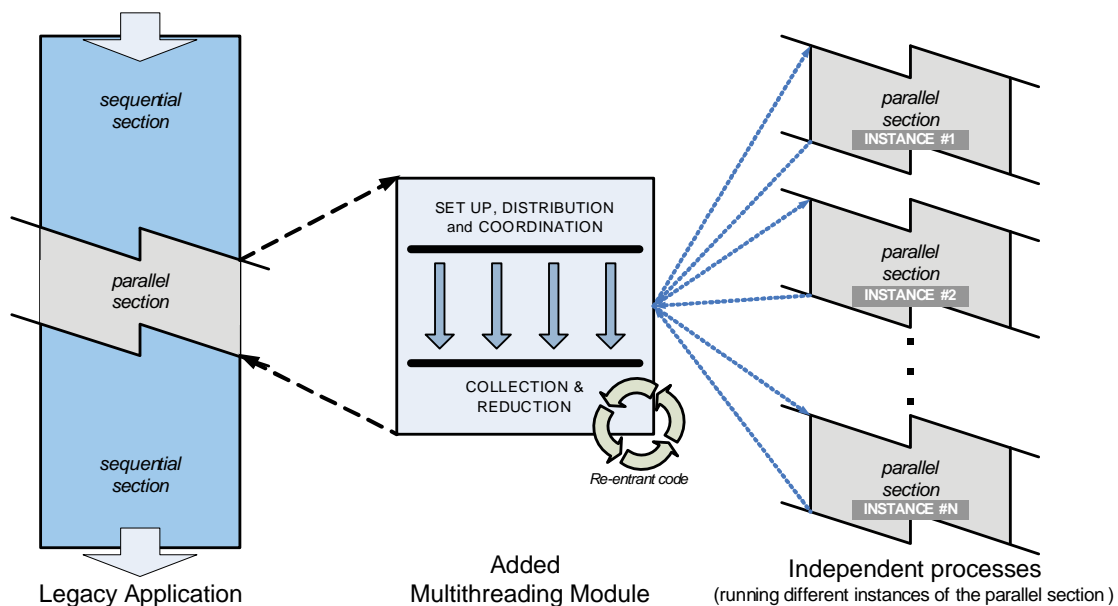 sequential
section
parallel
section
sequential
section
Legacy Application
SET UP, DISTRIBUTION
and COORDINATION
COLLECTION &
REDUCTION
Re-entrant code
Added
Multithreading Module
parallel
section
INSTANCE #1
parallel
section
INSTANCE #2
parallel
section
INSTANCE #N
Independent processes
(running different instances of the parallel section)